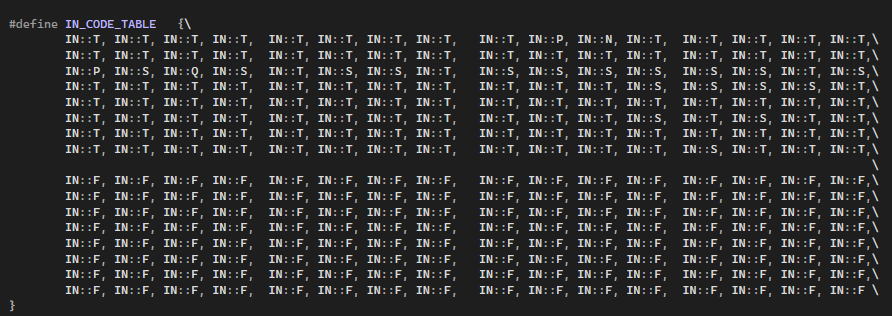 #define IN_CODE_TABLE {\
IN::T, IN::T, IN::T, IN::T, IN::T, IN::T, IN::T, IN::T, IN::T, IN::P, IN::N, IN::T, IN::T, IN::T, IN::T, IN::T,\
IN::T, IN::T, IN::T, IN::T, IN::T, IN::T, IN::T, IN::T, IN::T, IN::T, IN::T, IN::T, IN::T, IN::T, IN::T, IN::T,\
IN::P, IN::S, IN::Q, IN::S, IN::T, IN::S, IN::S, IN::T, IN::S, IN::S, IN::S, IN::S, IN::S, IN::S, IN::T, IN::S,\
IN::T, IN::T, IN::T, IN::T, IN::T, IN::T, IN::T, IN::T, IN::T, IN::T, IN::T, IN::S, IN::S, IN::S, IN::S, IN::T,\
IN::T, IN::T, IN::T, IN::T, IN::T, IN::T, IN::T, IN::T, IN::T, IN::T, IN::T, IN::T, IN::T, IN::T, IN::T, IN::T,\
IN::T, IN::T, IN::T, IN::T, IN::T, IN::T, IN::T, IN::T, IN::T, IN::T, IN::T, IN::S, IN::T, IN::S, IN::T, IN::T,\
IN::T, IN::T, IN::T, IN::T, IN::T, IN::T, IN::T, IN::T, IN::T, IN::T, IN::T, IN::T, IN::T, IN::T, IN::T, IN::T,\
IN::T, IN::T, IN::T, IN::T, IN::T, IN::T, IN::T, IN::T, IN::T, IN::T, IN::T, IN::T, IN::S, IN::T, IN::T, IN::T,\
\
IN::F, IN::F, IN::F, IN::F, IN::F, IN::F, IN::F, IN::F, IN::F, IN::F, IN::F, IN::F, IN::F, IN::F, IN::F, IN::F,\
IN::F, IN::F, IN::F, IN::F, IN::F, IN::F, IN::F, IN::F, IN::F, IN::F, IN::F, IN::F, IN::F, IN::F, IN::F, IN::F,\
IN::F, IN::F, IN::F, IN::F, IN::F, IN::F, IN::F, IN::F, IN::F, IN::F, IN::F, IN::F, IN::F, IN::F, IN::F, IN::F,\
IN::F, IN::F, IN::F, IN::F, IN::F, IN::F, IN::F, IN::F, IN::F, IN::F, IN::F, IN::F, IN::F, IN::F, IN::F, IN::F,\
IN::F, IN::F, IN::F, IN::F, IN::F, IN::F, IN::F, IN::F, IN::F, IN::F, IN::F, IN::F, IN::F, IN::F, IN::F, IN::F,\
IN::F, IN::F, IN::F, IN::F, IN::F, IN::F, IN::F, IN::F, IN::F, IN::F, IN::F, IN::F, IN::F, IN::F, IN::F, IN::F,\
IN::F, IN::F, IN::F, IN::F, IN::F, IN::F, IN::F, IN::F, IN::F, IN::F, IN::F, IN::F, IN::F, IN::F, IN::F, IN::F,\
IN::F, IN::F, IN::F, IN::F, IN::F, IN::F, IN::F, IN::F, IN::F, IN::F, IN::F, IN::F, IN::F, IN::F, IN::F, IN::F \
}